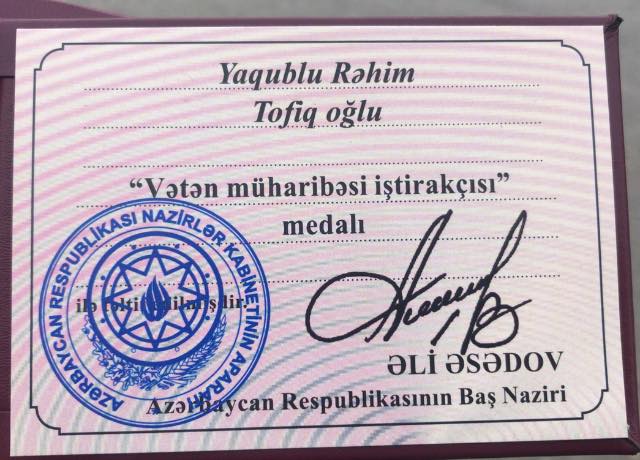 Yaqublu Rəhim
Tofiq oğlu
“Vətən müharibəsi iştirakçısı”
medalı
ilə təltif edilmişdir.
ƏLİ ƏSƏDOV
Azərbaycan Respublikasının Baş Naziri
AZƏRBAYCAN RESPUBLİKASI NAZİRLƏR KABİNETİNİN APARATI